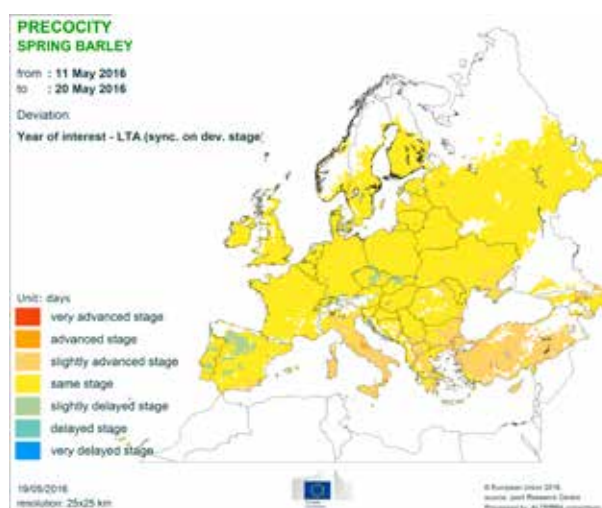 PRECOCITY
SPRING BARLEY
from : 11 May 2016
to : 20 May 2016
Deviation:
Year of interest - LTA (sync. on dev. stage)
Unit: days
very advanced stage
advanced stage
slightly advanced stage
same stage
slightly delayed stage
delayed stage
very delayed stage
19/05/2016
resolution: 25x25 km
© European Union 2016
source: Joint Research Centre